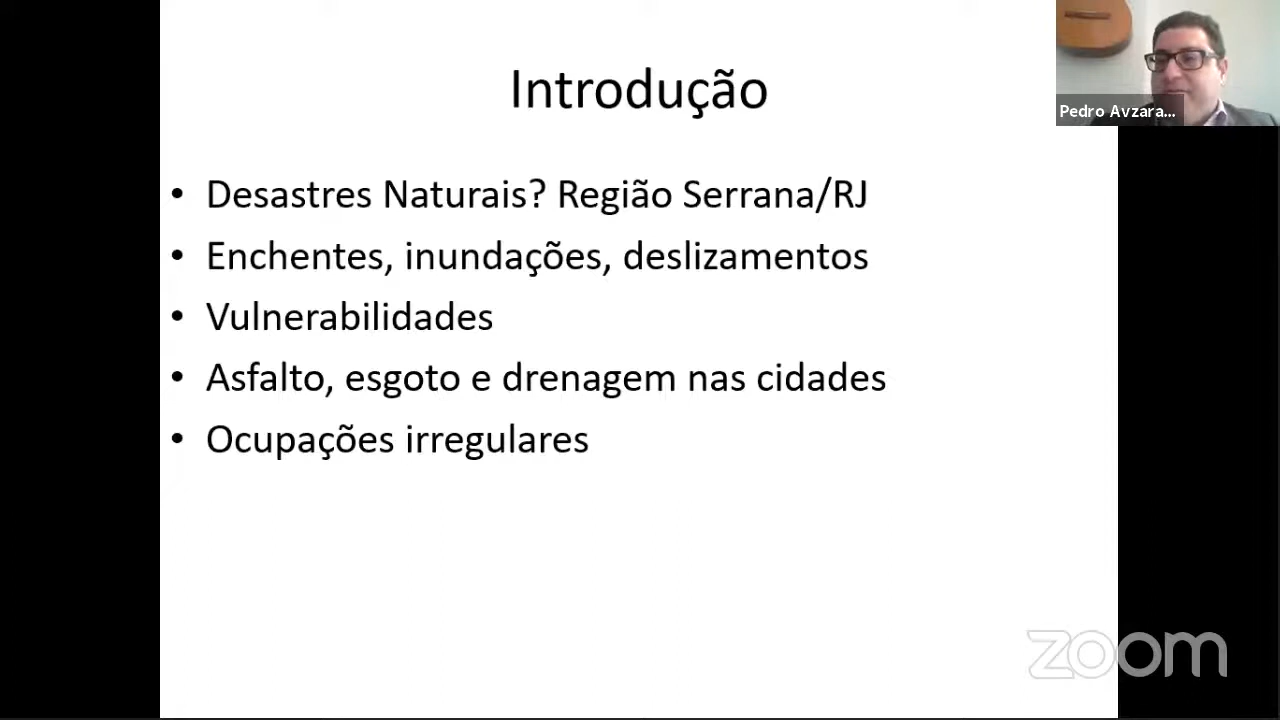 Introdução
Pedro Avzara...
• Desastres Naturais? Região Serrana/RJ
• Enchentes, inundações, deslizamentos
• Vulnerabilidades
• Asfalto, esgoto e drenagem nas cidades
• Ocupações irregulares
zoom